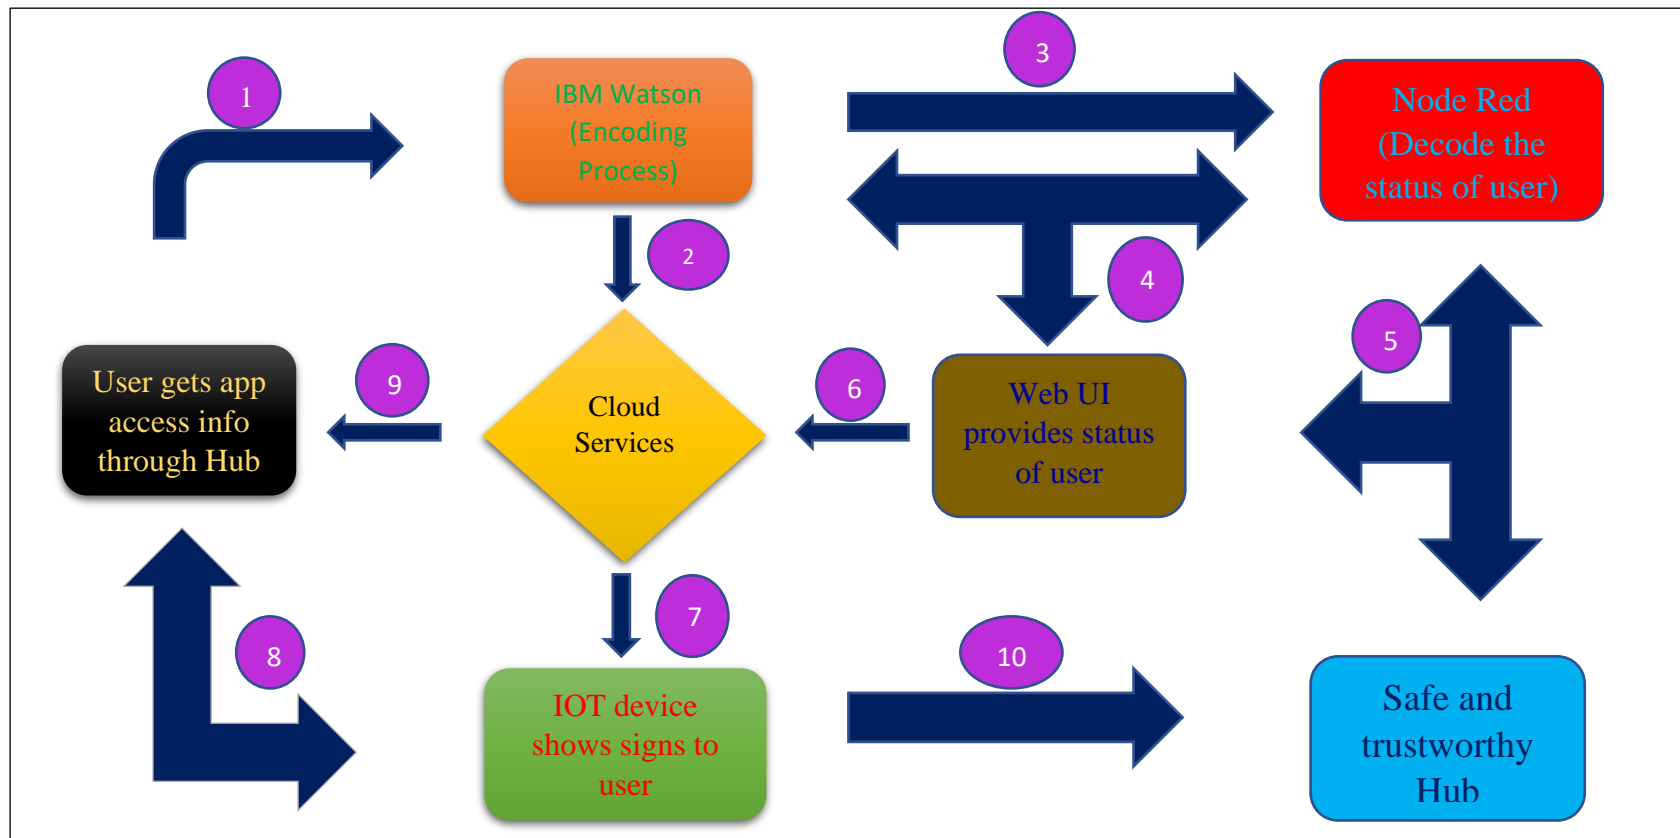 1
IBM Watson
(Encoding
Process)
3
Node Red
(Decode the
status of user)
2
4
5
User gets app
access info
through Hub
9
Cloud
Services
6
Web UI
provides status
of user
7
8
IOT device
shows signs to
user
10
Safe and
trustworthy
Hub